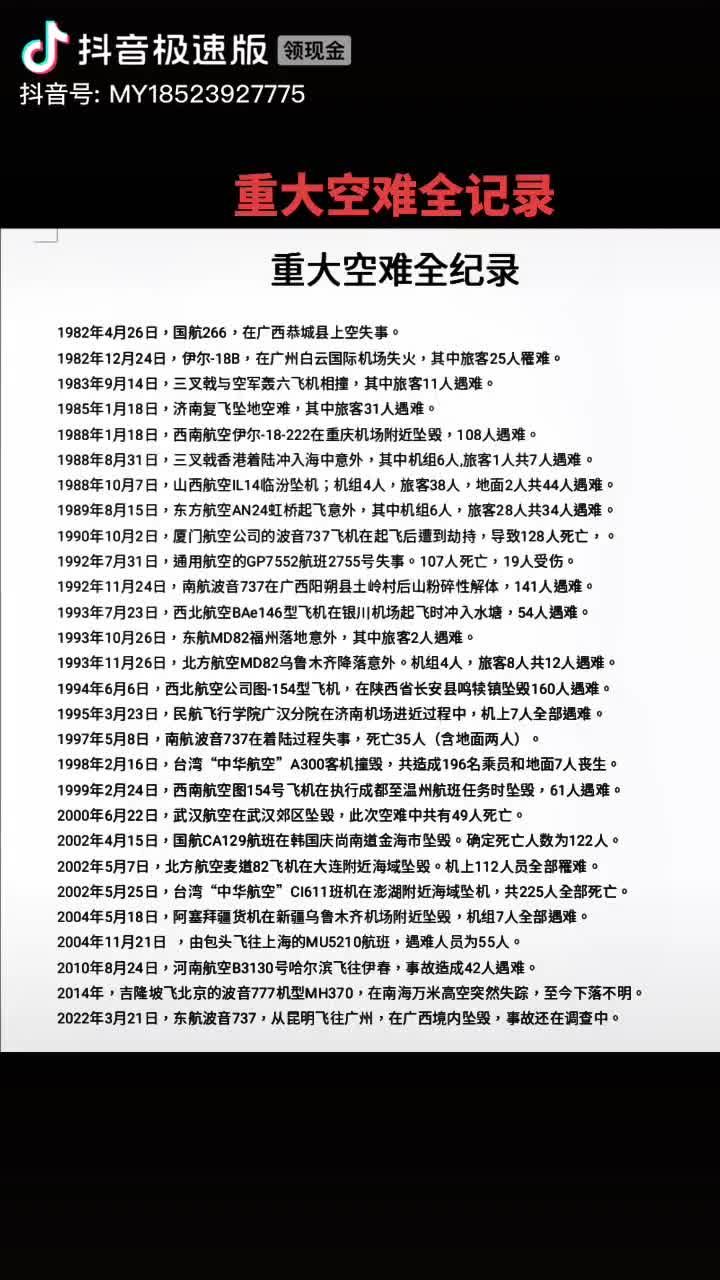 抖音极速版 领现金
抖音号: MY18523927775
重大空难全记录
重大空难全纪录
1982年4月26日，国航266，在广西恭城县上空失事。
1982年12月24日，伊尔-18B，在广州白云国际机场失火，其中旅客25人罹难。
1983年9月14日，三叉戟与空军轰六飞机相撞，其中旅客11人遇难。
1985年1月18日，济南复飞坠地空难，其中旅客31人遇难。
1988年1月18日，西南航空伊尔-18-222在重庆机场附近坠毁，108人遇难。
1988年8月31日，三叉戟香港着陆冲入海中意外，其中机组6人,旅客1人共7人遇难。
1988年10月7日，山西航空IL14临汾坠机；机组4人，旅客38人，地面2人共44人遇难。
1989年8月15日，东方航空AN24虹桥起飞意外，其中机组6人，旅客28人共34人遇难。
1990年10月2日，厦门航空公司的波音737飞机在起飞后遭到劫持，导致128人死亡，。
1992年7月31日，通用航空的GP7552航班2755号失事。107人死亡，19人受伤。
1992年11月24日，南航波音737在广西阳朔县土岭村后山粉碎性解体，141人遇难。
1993年7月23日，西北航空BAe146型飞机在银川机场起飞时冲入水塘，54人遇难。
1993年10月26日，东航MD82福州落地意外，其中旅客2人遇难。
1993年11月26日，北方航空MD82乌鲁木齐降落意外。机组4人，旅客8人共12人遇难。
1994年6月6日，西北航空公司图-154型飞机，在陕西省长安县鸣犊镇坠毁160人遇难。
1995年3月23日，民航飞行学院广汉分院在济南机场进近过程中，机上7人全部遇难。
1997年5月8日，南航波音737在着陆过程失事，死亡35人（含地面两人）。
1998年2月16日，台湾“中华航空”A300客机撞毁，共造成196名乘员和地面7人丧生。
1999年2月24日，西南航空图154号飞机在执行成都至温州航班任务时坠毁，61人遇难。
2000年6月22日，武汉航空在武汉郊区坠毁，此次空难中共有49人死亡。
2002年4月15日，国航CA129航班在韩国庆尚南道金海市坠毁。确定死亡人数为122人。
2002年5月7日，北方航空麦道82飞机在大连附近海域坠毁。机上112人员全部罹难。
2002年5月25日，台湾“中华航空”CI611班机在澎湖附近海域坠机，共225人全部死亡。
2004年5月18日，阿塞拜疆货机在新疆乌鲁木齐机场附近坠毁，机组7人全部遇难。
2004年11月21日 ，由包头飞往上海的MU5210航班，遇难人员为55人。
2010年8月24日，河南航空B3130号哈尔滨飞往伊春，事故造成42人遇难。
2014年，吉隆坡飞北京的波音777机型MH370，在南海万米高空突然失踪，至今下落不明。
2022年3月21日，东航波音737，从昆明飞往广州，在广西境内坠毁，事故还在调查中。